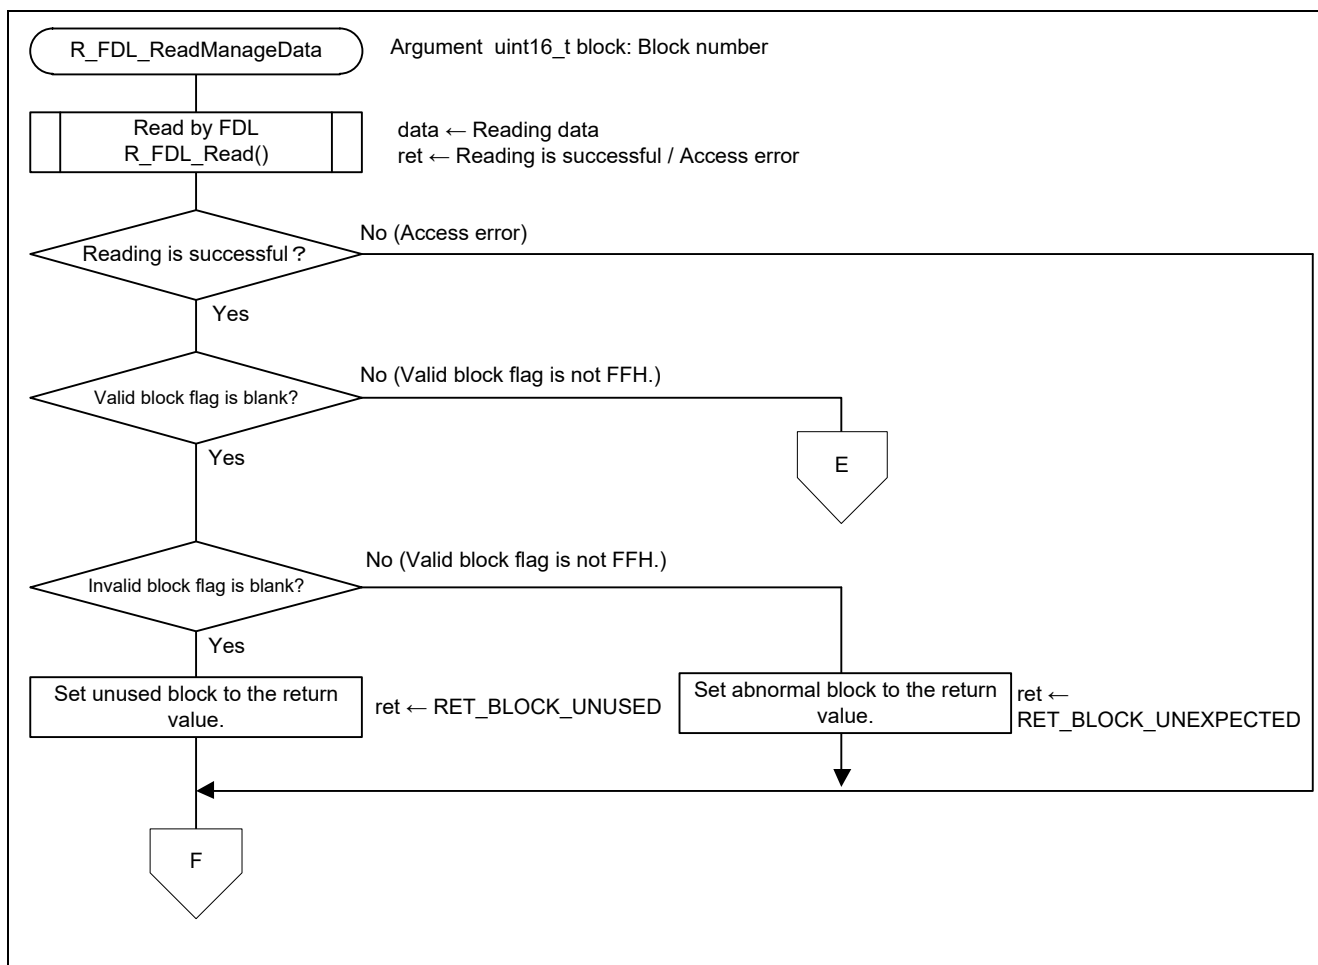 R_FDL_ReadManageData
Argument  uint16_t block: Block number
Read by FDL
R_FDL_Read()
data ← Reading data
ret ← Reading is successful / Access error
Reading is successful？
No (Access error)
Yes
Valid block flag is blank?
No (Valid block flag is not FFH.)
Yes
E
Invalid block flag is blank?
No (Valid block flag is not FFH.)
Yes
Set unused block to the return
value.
ret ← RET_BLOCK_UNUSED
Set abnormal block to the return
value.
ret ←
RET_BLOCK_UNEXPECTED
F